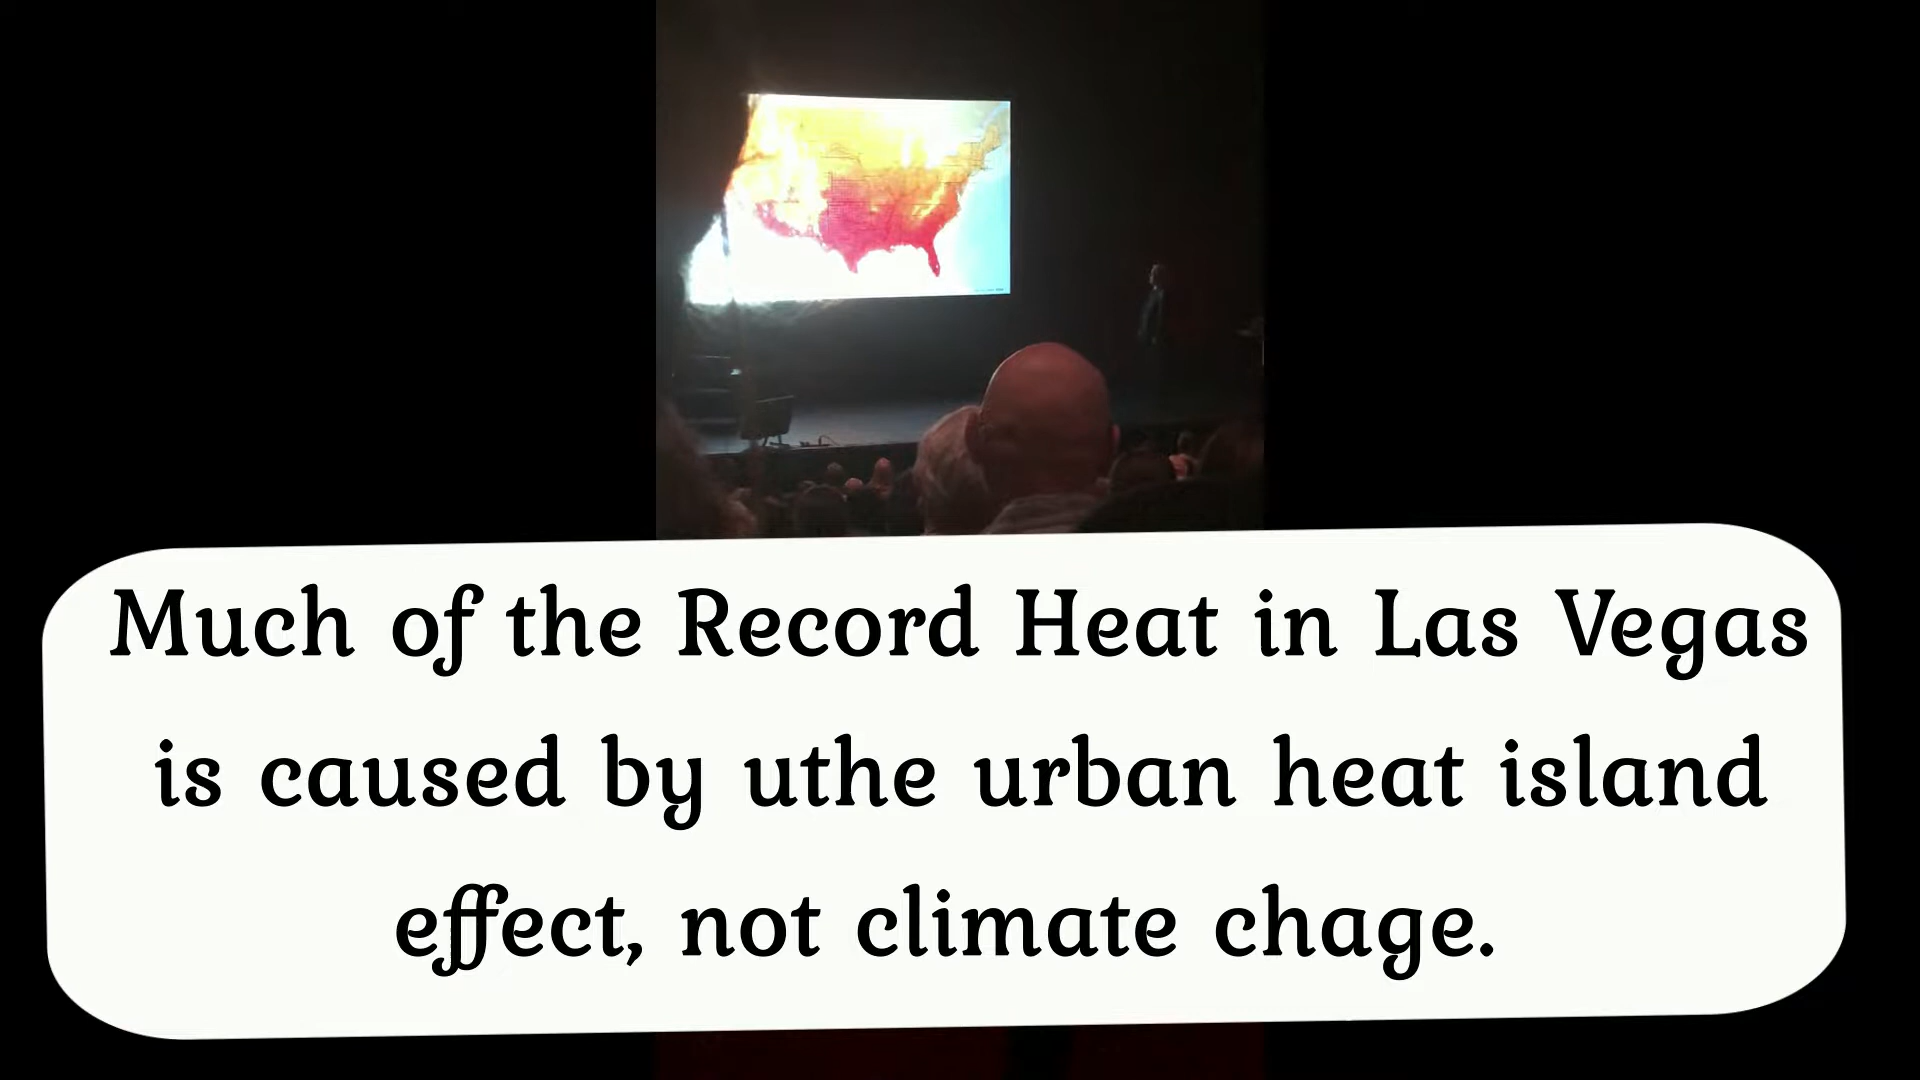 Much of the Record Heat in Las Vegas
is caused by uthe urban heat island
effect, not climate chage.